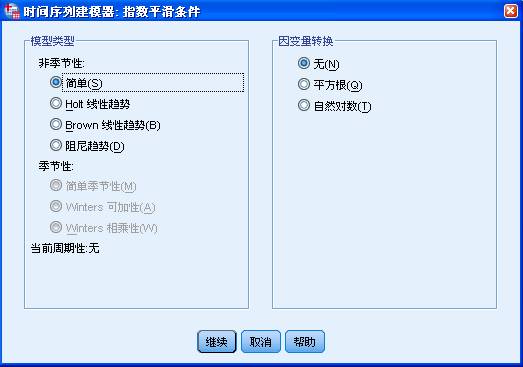 时间序列建模器: 指数平滑条件
模型类型
非季节性:
简单(S)
Holt 线性趋势
Brown 线性趋势(B)
阻尼趋势(D)
季节性:
简单季节性(M)
Winters 可加性(A)
Winters 相乘性(W)
当前周期性:无
因变量转换
无(N)
平方根(Q)
自然对数(T)
继续
取消
帮助